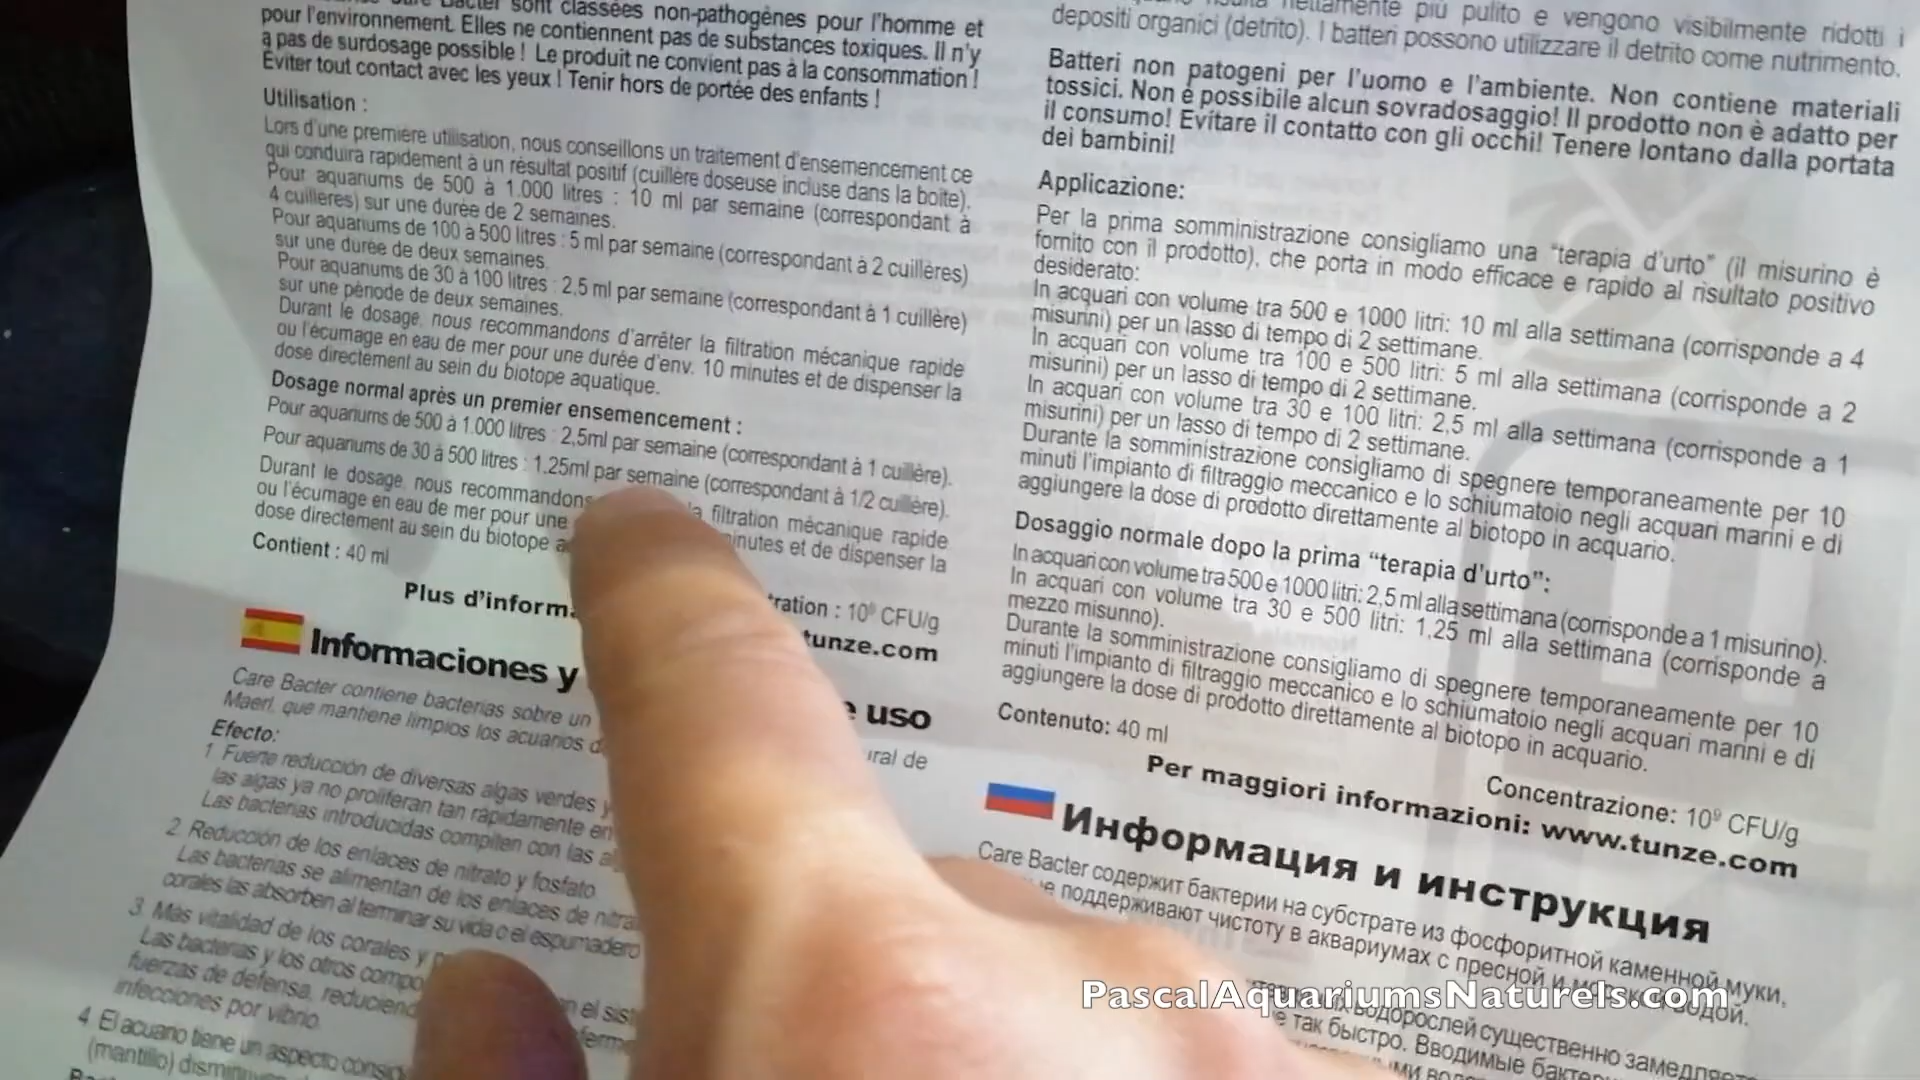 sont classées non-pathogènes pour l'homme et
pour l'environnement. Elles ne contiennent pas de substances toxiques. Il n'y
a pas de surdosage possible ! Le produit ne convient pas à la consommation !
Eviter tout contact avec les yeux ! Tenir hors de portée des enfants !
Utilisation :
Lors d'une première utilisation, nous conseillons un traitement d'ensemencement ce
qui conduira rapidement à un résultat positif (cuillère doseuse incluse dans la boite).
Pour aquariums de 500 à 1.000 litres : 10 ml par semaine (correspondant à
4 cuillères) sur une durée de 2 semaines.
Pour aquariums de 100 à 500 litres : 5 ml par semaine (correspondant à 2 cuillères)
sur une durée de deux semaines.
Pour aquariums de 30 à 100 litres : 2,5 ml par semaine (correspondant à 1 cuillère)
sur une période de deux semaines.
Durant le dosage, nous recommandons d'arrêter la filtration mécanique rapide
ou l'écumage en eau de mer pour une durée d'env. 10 minutes et de dispenser la
dose directement au sein du biotope aquatique.
Dosage normal après un premier ensemencement :
Pour aquariums de 500 à 1.000 litres : 2,5ml par semaine (correspondant à 1 cuillère).
Pour aquariums de 30 à 500 litres : 1.25ml par semaine (correspondant à 1/2 cuillère).
Durant le dosage, nous recommandons la filtration mécanique rapide
ou l'écumage en eau de mer pour une minutes et de dispenser la
dose directement au sein du biotope
Contient : 40 ml
: 10⁹ CFU/g
Plus tunze.com
Informaciones y uso
Care Bacter contiene bacterias sobre un de
Maerl, que mantiene limpios los acuarios
Efecto:
1. Fuerte reducción de diversas algas verdes y
las algas ya no proliferan tan rápidamente en
Las bacterias introducidas compiten con las
2. Reducción de los enlaces de nitrato y fosfato
Las bacterias se alimentan de los enlaces de
corales las absorben al terminar su vida o el espumadero
3. Más vitalidad de los corales y
Las bacterias y los otros en el
fuerzas de defensa,
infecciones por vibrio.
4. El acuario tiene un aspecto
(mantillo)
più pulito e vengono visibilmente ridotti i
depositi organici (detrito). I batteri possono utilizzare il detrito come nutrimento.
Batteri non patogeni per l'uomo e l'ambiente. Non contiene materiali
tossici. Non è possibile alcun sovradosaggio! Il prodotto non è adatto per
il consumo! Evitare il contatto con gli occhi! Tenere lontano dalla portata
dei bambini!
Applicazione:
Per la prima somministrazione consigliamo una "terapia d'urto" (il misurino è
fornito con il prodotto), che porta in modo efficace e rapido al risultato positivo
desiderato:
In acquari con volume tra 500 e 1000 litri: 10 ml alla settimana (corrisponde a 4
misurini) per un lasso di tempo di 2 settimane.
In acquari con volume tra 100 e 500 litri: 5 ml alla settimana (corrisponde a 2
misurini) per un lasso di tempo di 2 settimane.
In acquari con volume tra 30 e 100 litri: 2,5 ml alla settimana (corrisponde a 1
misurini) per un lasso di tempo di 2 settimane.
Durante la somministrazione consigliamo di spegnere temporaneamente per 10
minuti l'impianto di filtraggio meccanico e lo schiumatoio negli acquari marini e di
aggiungere la dose di prodotto direttamente al biotopo in acquario.
Dosaggio normale dopo la prima "terapia d'urto":
In acquari con volume tra 500 e 1000 litri: 2,5 ml alla settimana (corrisponde a 1 misurino).
In acquari con volume tra 30 e 500 litri: 1,25 ml alla settimana (corrisponde a
mezzo misurino).
Durante la somministrazione consigliamo di spegnere temporaneamente per 10
minuti l'impianto di filtraggio meccanico e lo schiumatoio negli acquari marini e di
aggiungere la dose di prodotto direttamente al biotopo in acquario.
Contenuto: 40 ml
Concentrazione: 10⁹ CFU/g
Per maggiori informazioni: www.tunze.com
Информация и инструкция
Care Bacter содержит бактерии на субстрате из фосфоритной каменной муки,
поддерживают чистоту в аквариумах с пресной и морской водой.
водорослей существенно
так быстро. Вводимые
PascalAquariumsNaturels.com